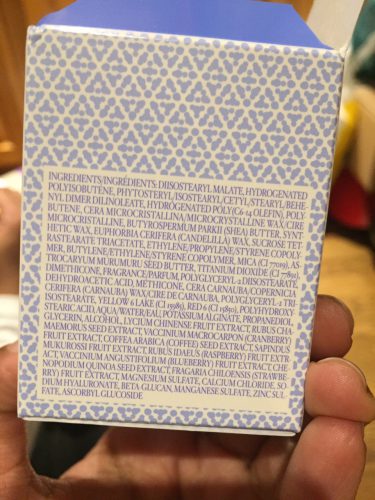 INGREDIENTS/INGRÉDIENTS: DIISOSTEARYL MALATE, HYDROGENATED
POLYISOBUTENE, PHYTOSTERYL/ISOSTEARYL/CETYL/STEARYL/BEHE-
NYL DIMER DILINOLEATE, HYDROGENATED POLY(C6-14 OLEFIN), POLY-
BUTENE, CERA MICROCRISTALLINA/MICROCRYSTALLINE WAX/CIRE
MICROCRISTALLINE, BUTYROSPERMUM PARKII (SHEA) BUTTER, SYNT
HETIC WAX, EUPHORBIA CERIFERA (CANDELILLA) WAX, SUCROSE TET
RASTEARATE TRIACETATE, ETHYLENE/PROPYLENE/STYRENE COPOLY-
MER, BUTYLENE/ETHYLENE/STYRENE COPOLYMER, MICA (CI 77019), AS-
TROCARYUM MURUMURU SEED BUTTER, TITANIUM DIOXIDE (CI 77891),
DIMETHICONE, FRAGRANCE/PARFUM, POLYGLYCERYL-2 DIISOSTEARATE,
DEHYDROACETIC ACID, METHICONE, CERA CARNAUBA/COPERNICIA
CERIFERA (CARNAUBA) WAX/CIRE DE CARNAUBA, POLYGLYCERYL-2 TRI
ISOSTEARATE, YELLOW 6 LAKE (CI 15985), RED 6 (CI 15850), POLYHYDROXY-
STEARIC ACID, AQUA/WATER/EAU, POTASSIUM ALGINATE, PROPANEDIOL,
GLYCERIN, ALCOHOL, LYCIUM CHINENSE FRUIT EXTRACT, RUBUS CHA-
MAEMORUS SEED EXTRACT, VACCINIUM MACROCARPON (CRANBERRY)
FRUIT EXTRACT, COFFEA ARABICA (COFFEE) SEED EXTRACT, SAPINDUS
MUKUROSSI FRUIT EXTRACT, RUBUS IDAEUS (RASPBERRY) FRUIT EXTR-
ACT, VACCINIUM ANGUSTIFOLIUM (BLUEBERRY) FRUIT EXTRACT, CHE
NOPODIUM QUINOA SEED EXTRACT, FRAGARIA CHILOENSIS (STRAWBE
RRY) FRUIT EXTRACT, MAGNESIUM SULFATE, CALCIUM CHLORIDE, SO
DIUM HYALURONATE, BETA-GLUCAN, MANGANESE SULFATE, ZINC SUL
FATE, ASCORBYL GLUCOSIDE